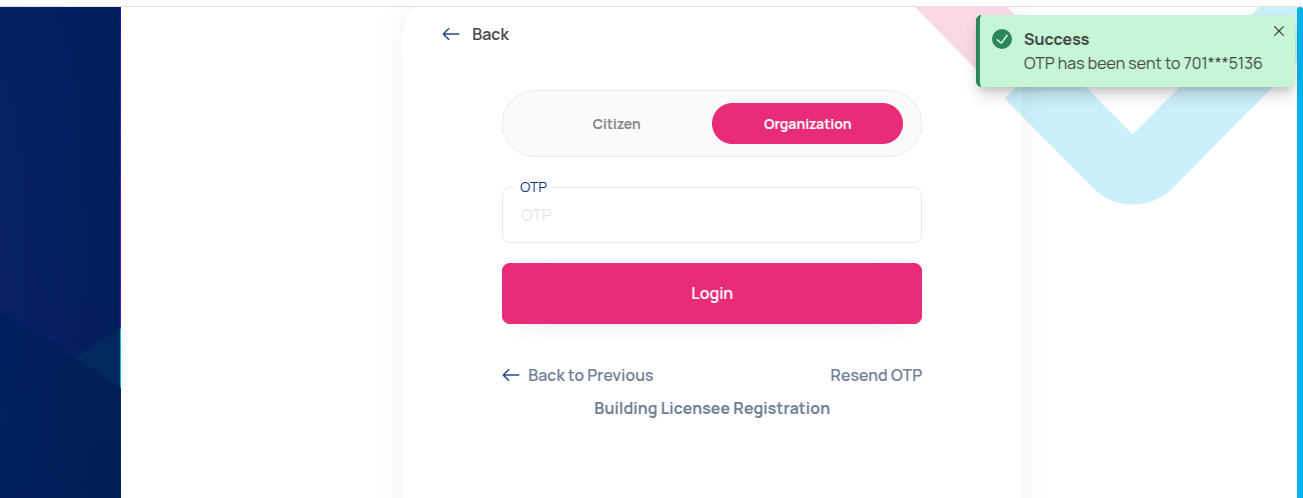 Back
Success
OTP has been sent to 701***5136
Citizen
Organization
OTP
OTP
Login
Back to Previous
Resend OTP
Building Licensee Registration